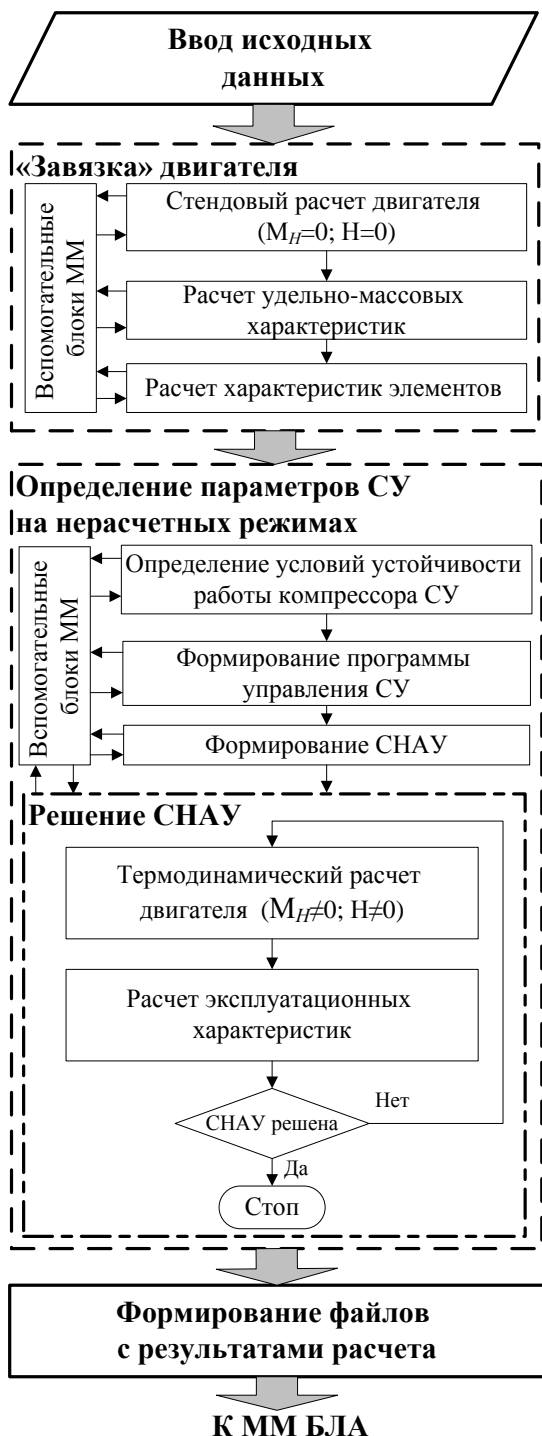 Ввод исходных
данных
«Завязка» двигателя
Вспомогательные
блоки ММ
Стендовый расчет двигателя
(M_H=0; H=0)
Расчет удельно-массовых
характеристик
Расчет характеристик элементов
Определение параметров СУ
на нерасчетных режимах
Вспомогательные
блоки ММ
Определение условий устойчивости
работы компрессора СУ
Формирование программы
управления СУ
Формирование СНАУ
Решение СНАУ
Термодинамический расчет
двигателя (M_H≠0; H≠0)
Расчет эксплуатационных
характеристик
СНАУ решена
Нет
Да
Стоп
Формирование файлов
с результатами расчета
К ММ БЛА